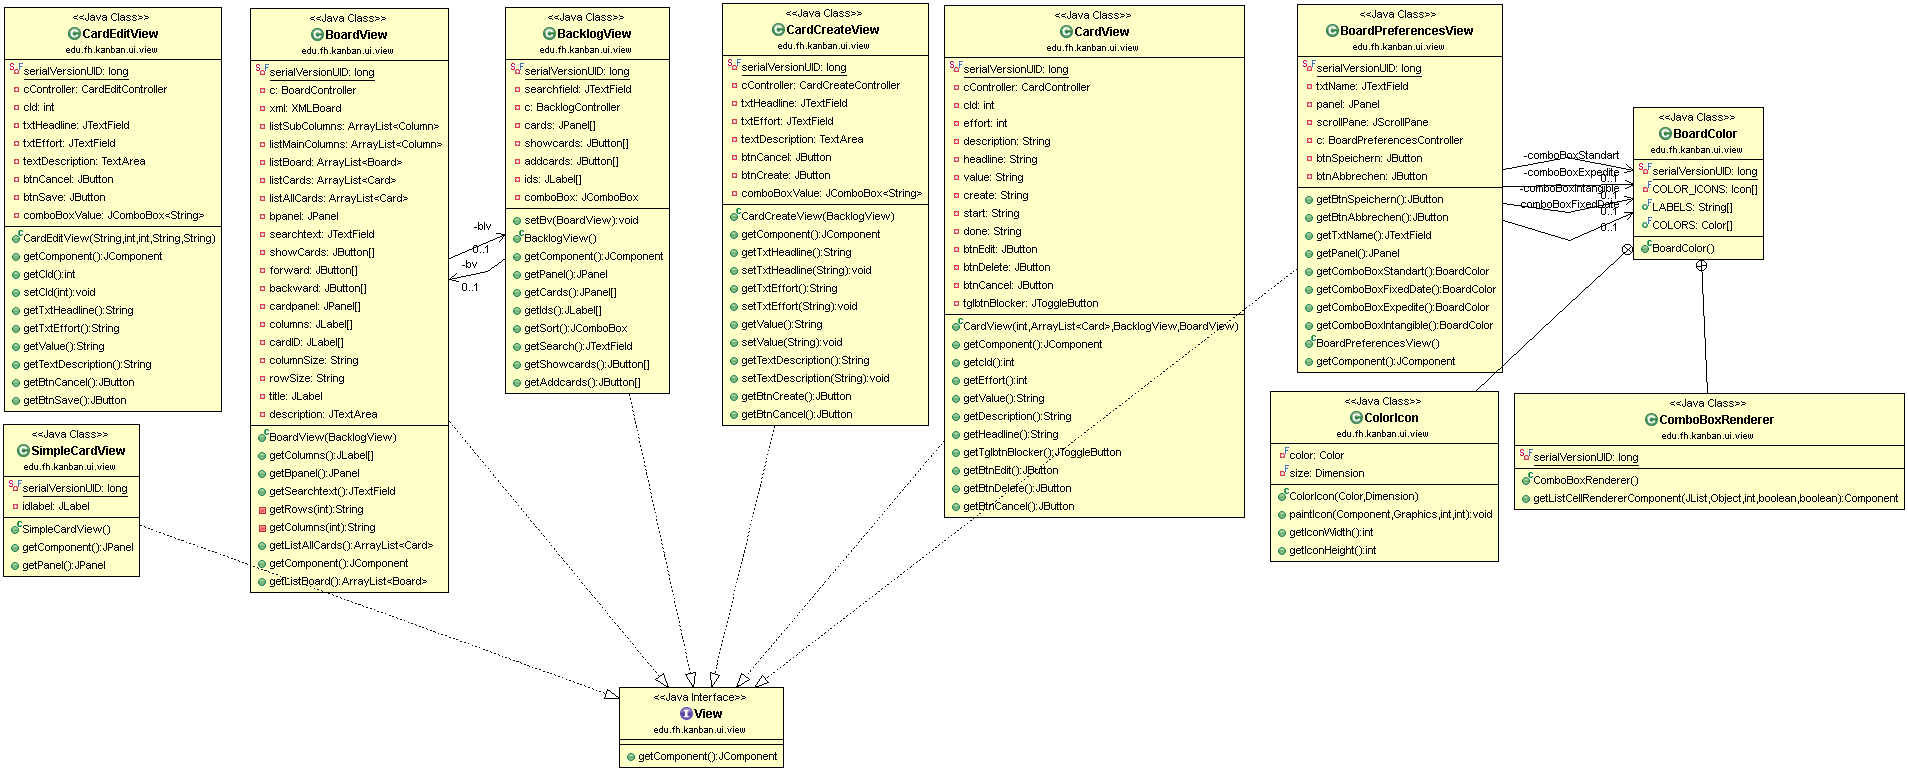 <<Java Class>>
CardEditView
edu.fh.kanban.ui.view
serialVersionUID: long
cController: CardEditController
cId: int
txtHeadline: JTextField
txtEffort: JTextField
textDescription: TextArea
btnCancel: JButton
btnSave: JButton
comboBoxValue: JComboBox<String>
CardEditView(String,int,int,String,String)
getComponent():JComponent
getCId():int
setCId(int):void
getTxtHeadline():String
getTxtEffort():String
getValue():String
getTextDescription():String
getBtnCancel():JButton
getBtnSave():JButton
<<Java Class>>
SimpleCardView
edu.fh.kanban.ui.view
serialVersionUID: long
idlabel: JLabel
SimpleCardView()
getComponent():JPanel
getPanel():JPanel
<<Java Class>>
BoardView
edu.fh.kanban.ui.view
serialVersionUID: long
c: BoardController
xml: XMLBoard
listSubColumns: ArrayList<Column>
listMainColumns: ArrayList<Column>
listBoard: ArrayList<Board>
listCards: ArrayList<Card>
listAllCards: ArrayList<Card>
bpanel: JPanel
searchtext: JTextField
showCards: JButton[]
forward: JButton[]
backward: JButton[]
cardpanel: JPanel[]
columns: JLabel[]
cardID: JLabel[]
columnSize: String
rowSize: String
title: JLabel
description: JTextArea
BoardView(BacklogView)
getColumns():JLabel[]
getBpanel():JPanel
getSearchtext():JTextField
getRows(int):String
getColumns(int):String
getListAllCards():ArrayList<Card>
getComponent():JComponent
getListBoard():ArrayList<Board>
-blv
0..1
-bv
0..1
<<Java Class>>
BacklogView
edu.fh.kanban.ui.view
serialVersionUID: long
searchfield: JTextField
c: BacklogController
cards: JPanel[]
showcards: JButton[]
addcards: JButton[]
ids: JLabel[]
comboBox: JComboBox
setBv(BoardView):void
BacklogView()
getComponent():JComponent
getPanel():JPanel
getCards():JPanel[]
getIds():JLabel[]
getSort():JComboBox
getSearch():JTextField
getShowcards():JButton[]
getAddcards():JButton[]
<<Java Class>>
CardCreateView
edu.fh.kanban.ui.view
serialVersionUID: long
cController: CardCreateController
txtHeadline: JTextField
txtEffort: JTextField
textDescription: TextArea
btnCancel: JButton
btnCreate: JButton
comboBoxValue: JComboBox<String>
CardCreateView(BacklogView)
getComponent():JComponent
getTxtHeadline():String
setTxtHeadline(String):void
getTxtEffort():String
setTxtEffort(String):void
getValue():String
setValue(String):void
getTextDescription():String
setTextDescription(String):void
getBtnCreate():JButton
getBtnCancel():JButton
<<Java Class>>
CardView
edu.fh.kanban.ui.view
serialVersionUID: long
cController: CardController
cId: int
effort: int
description: String
headline: String
value: String
create: String
start: String
done: String
btnEdit: JButton
btnDelete: JButton
btnCancel: JButton
tglbtnBlocker: JToggleButton
CardView(int,ArrayList<Card>,BacklogView,BoardView)
getComponent():JComponent
getcId():int
getEffort():int
getValue():String
getDescription():String
getHeadline():String
getTglbtnBlocker():JToggleButton
getBtnEdit():JButton
getBtnDelete():JButton
getBtnCancel():JButton
<<Java Class>>
BoardPreferencesView
edu.fh.kanban.ui.view
serialVersionUID: long
txtName: JTextField
panel: JPanel
scrollPane: JScrollPane
c: BoardPreferencesController
btnSpeichern: JButton
btnAbbrechen: JButton
getBtnSpeichern():JButton
getBtnAbbrechen():JButton
getTxtName():JTextField
getPanel():JPanel
getComboBoxStandart():BoardColor
getComboBoxFixedDate():BoardColor
getComboBoxExpedite():BoardColor
getComboBoxIntangible():BoardColor
BoardPreferencesView()
getComponent():JComponent
-comboBoxStandart
-comboBoxExpedite
0..1
-comboBoxIntangible
0..1
-comboBoxFixedDate
0..1
0..1
<<Java Class>>
BoardColor
edu.fh.kanban.ui.view
serialVersionUID: long
COLOR_ICONS: Icon[]
LABELS: String[]
COLORS: Color[]
BoardColor()
<<Java Class>>
ColorIcon
edu.fh.kanban.ui.view
color: Color
size: Dimension
ColorIcon(Color,Dimension)
paintIcon(Component,Graphics,int,int):void
getIconWidth():int
getIconHeight():int
<<Java Class>>
ComboBoxRenderer
edu.fh.kanban.ui.view
serialVersionUID: long
ComboBoxRenderer()
getListCellRendererComponent(JList,Object,int,boolean,boolean):Component
<<Java Interface>>
View
edu.fh.kanban.ui.view
getComponent():JComponent